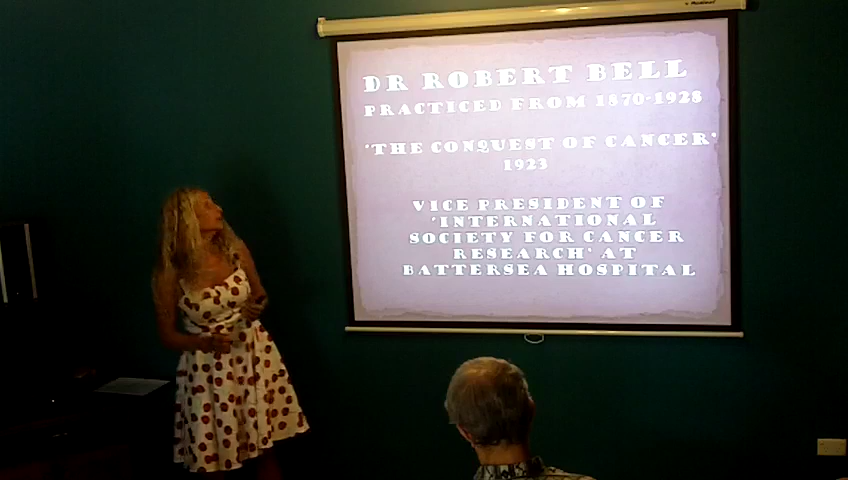 DR ROBERT BELL
PRACTICED FROM 1870-1928
'THE CONQUEST OF CANCER'
1923
VICE PRESIDENT OF
'INTERNATIONAL
SOCIETY FOR CANCER
RESEARCH' AT
BATTERSEA HOSPITAL